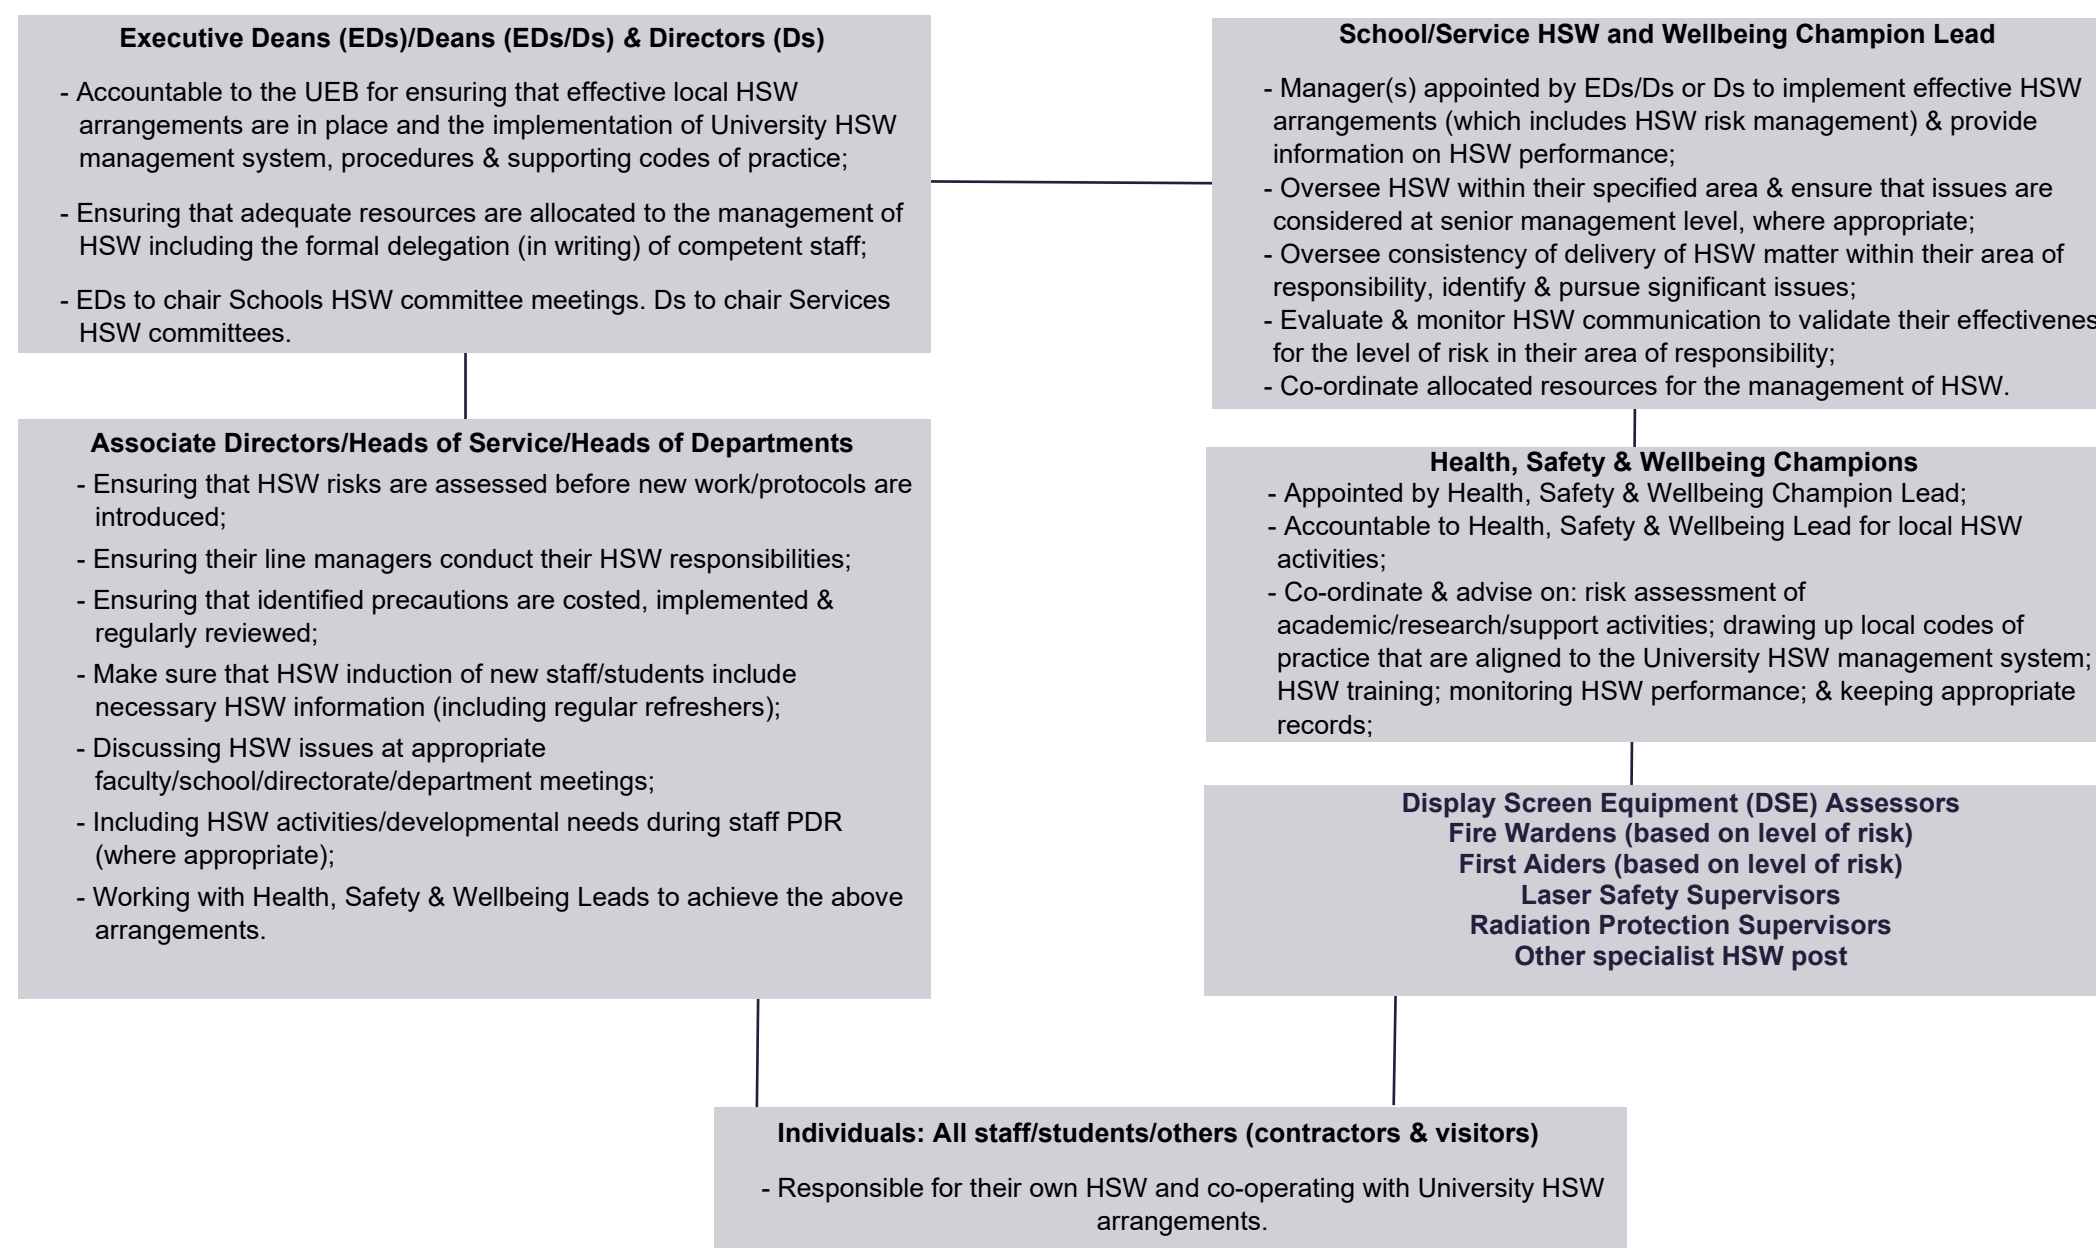 Executive Deans (EDs)/Deans (EDs/Ds) & Directors (Ds)
- Accountable to the UEB for ensuring that effective local HSW
arrangements are in place and the implementation of University HSW
management system, procedures & supporting codes of practice;
- Ensuring that adequate resources are allocated to the management of
HSW including the formal delegation (in writing) of competent staff;
- EDs to chair Schools HSW committee meetings. Ds to chair Services
HSW committees.
School/Service HSW and Wellbeing Champion Lead
- Manager(s) appointed by EDs/Ds or Ds to implement effective HSW
arrangements (which includes HSW risk management) & provide
information on HSW performance;
- Oversee HSW within their specified area & ensure that issues are
considered at senior management level, where appropriate;
- Oversee consistency of delivery of HSW matter within their area of
responsibility, identify & pursue significant issues;
- Evaluate & monitor HSW communication to validate their effectivenes
for the level of risk in their area of responsibility;
- Co-ordinate allocated resources for the management of HSW.
Associate Directors/Heads of Service/Heads of Departments
- Ensuring that HSW risks are assessed before new work/protocols are
introduced;
- Ensuring their line managers conduct their HSW responsibilities;
- Ensuring that identified precautions are costed, implemented &
regularly reviewed;
- Make sure that HSW induction of new staff/students include
necessary HSW information (including regular refreshers);
- Discussing HSW issues at appropriate
faculty/school/directorate/department meetings;
- Including HSW activities/developmental needs during staff PDR
(where appropriate);
- Working with Health, Safety & Wellbeing Leads to achieve the above
arrangements.
Health, Safety & Wellbeing Champions
- Appointed by Health, Safety & Wellbeing Champion Lead;
- Accountable to Health, Safety & Wellbeing Lead for local HSW
activities;
- Co-ordinate & advise on: risk assessment of
academic/research/support activities; drawing up local codes of
practice that are aligned to the University HSW management system;
HSW training; monitoring HSW performance; & keeping appropriate
records;
Display Screen Equipment (DSE) Assessors
Fire Wardens (based on level of risk)
First Aiders (based on level of risk)
Laser Safety Supervisors
Radiation Protection Supervisors
Other specialist HSW post
Individuals: All staff/students/others (contractors & visitors)
- Responsible for their own HSW and co-operating with University HSW
arrangements.